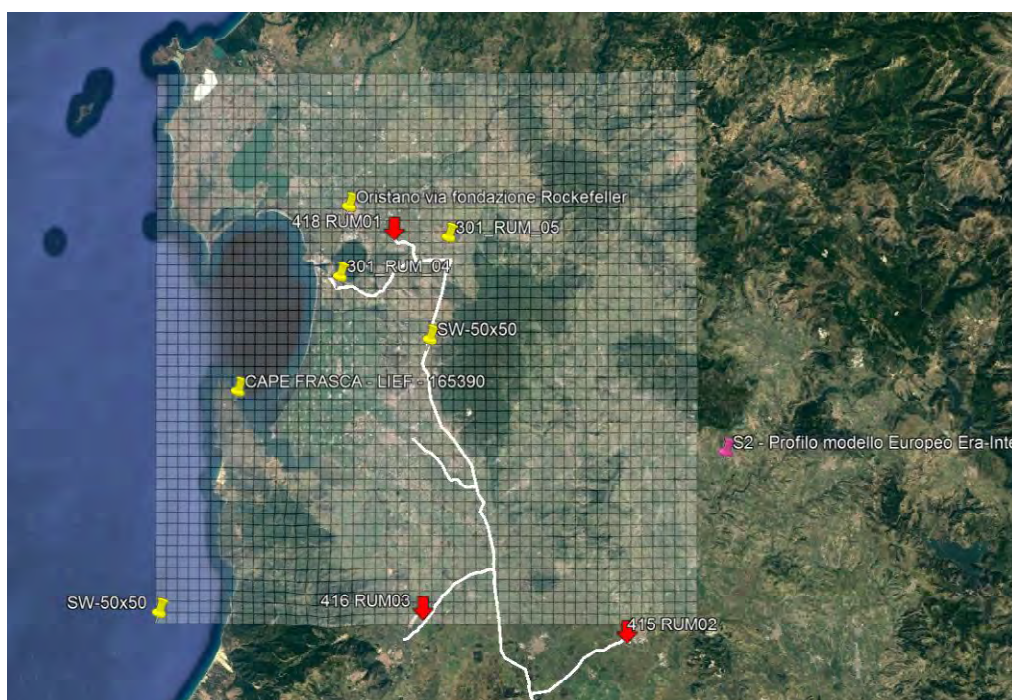 Oristano via fondazione Rockefeller
418 RUM01
301_RUM_05
301_RUM_04
SW-50x50
CAPE FRASCA - LIEF - 165390
S2 - Profilo modello Europeo Era-Inte
SW-50x50
416 RUM03
415 RUM02